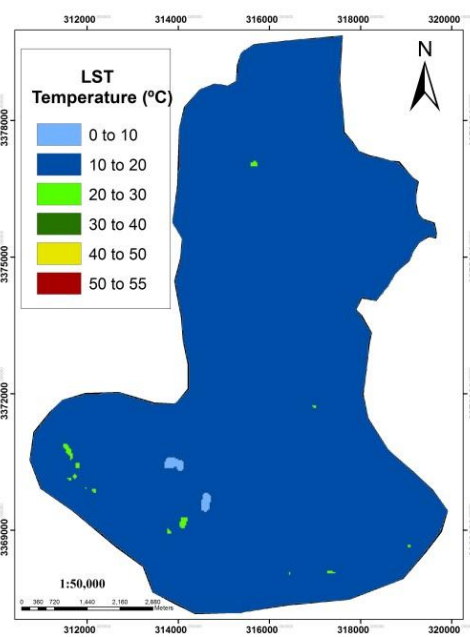 312000 314000 316000 318000 320000
LST
Temperature (ºC)
0 to 10
10 to 20
20 to 30
30 to 40
40 to 50
50 to 55
N
3378000
3375000
3372000
3369000
1:50,000
0 360 720 1,440 2,160 2,880
Meters
312000 314000 316000 318000 320000